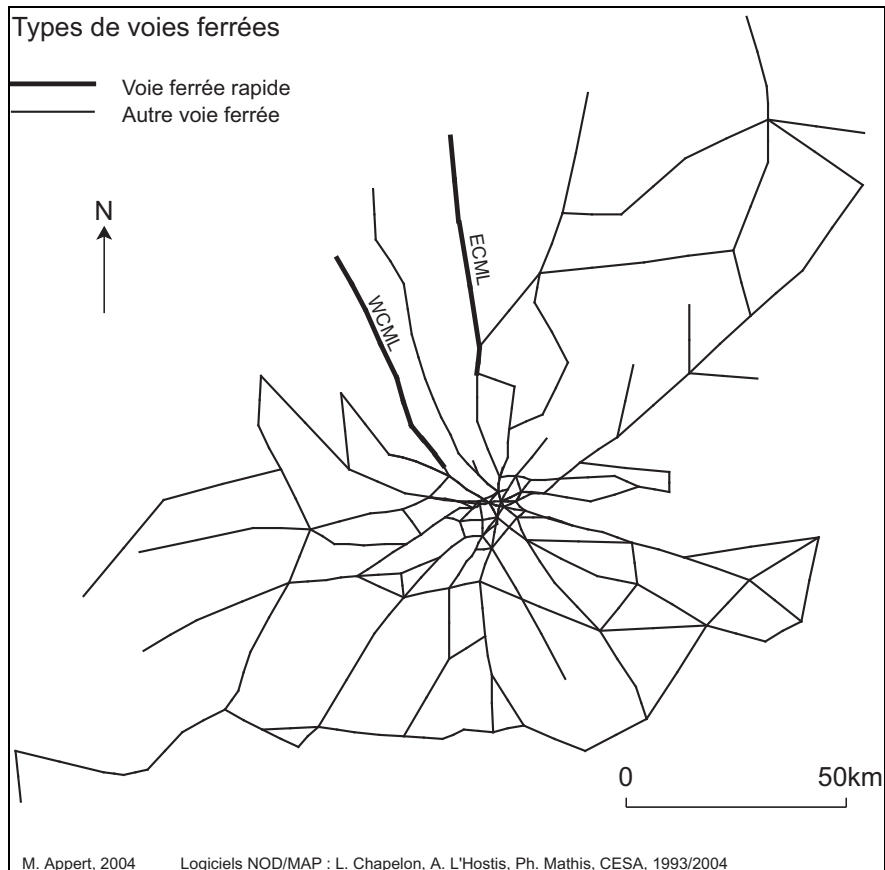 Types de voies ferrées
Voie ferrée rapide
Autre voie ferrée
N
ECML
WCML
0 50km
M. Appert, 2004 Logiciels NOD/MAP : L. Chapelon, A. L'Hostis, Ph. Mathis, CESA, 1993/2004